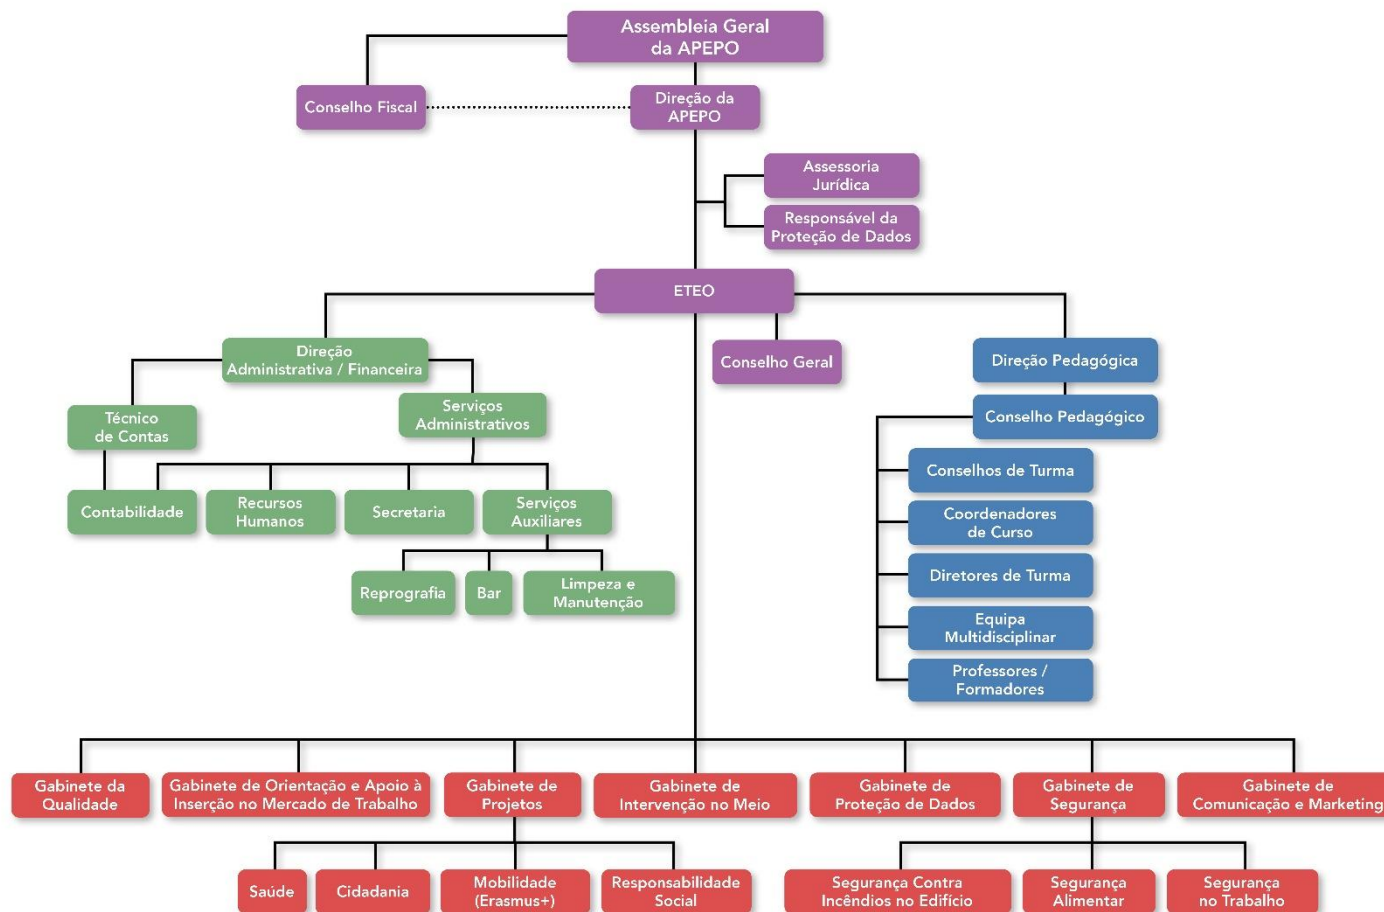 Assembleia Geral
da APEPO
Conselho Fiscal
Direção da
APEPO
Assessoria
Jurídica
Responsável da
Proteção de Dados
ETEO
Direção
Administrativa / Financeira
Conselho Geral
Direção Pedagógica
Técnico
de Contas
Serviços
Administrativos
Conselho Pedagógico
Contabilidade
Recursos
Humanos
Secretaria
Serviços
Auxiliares
Reprografia
Bar
Limpeza e
Manutenção
Conselhos de Turma
Coordenadores
de Curso
Diretores de Turma
Equipa
Multidisciplinar
Professores /
Formadores
Gabinete da
Qualidade
Gabinete de Orientação e Apoio à
Inserção no Mercado de Trabalho
Gabinete de
Projetos
Gabinete de
Intervenção no Meio
Gabinete de
Proteção de Dados
Gabinete de
Segurança
Gabinete de
Comunicação e Marketing
Saúde
Cidadania
Mobilidade
(Erasmus+)
Responsabilidade
Social
Segurança Contra
Incêndios no Edifício
Segurança
Alimentar
Segurança
no Trabalho